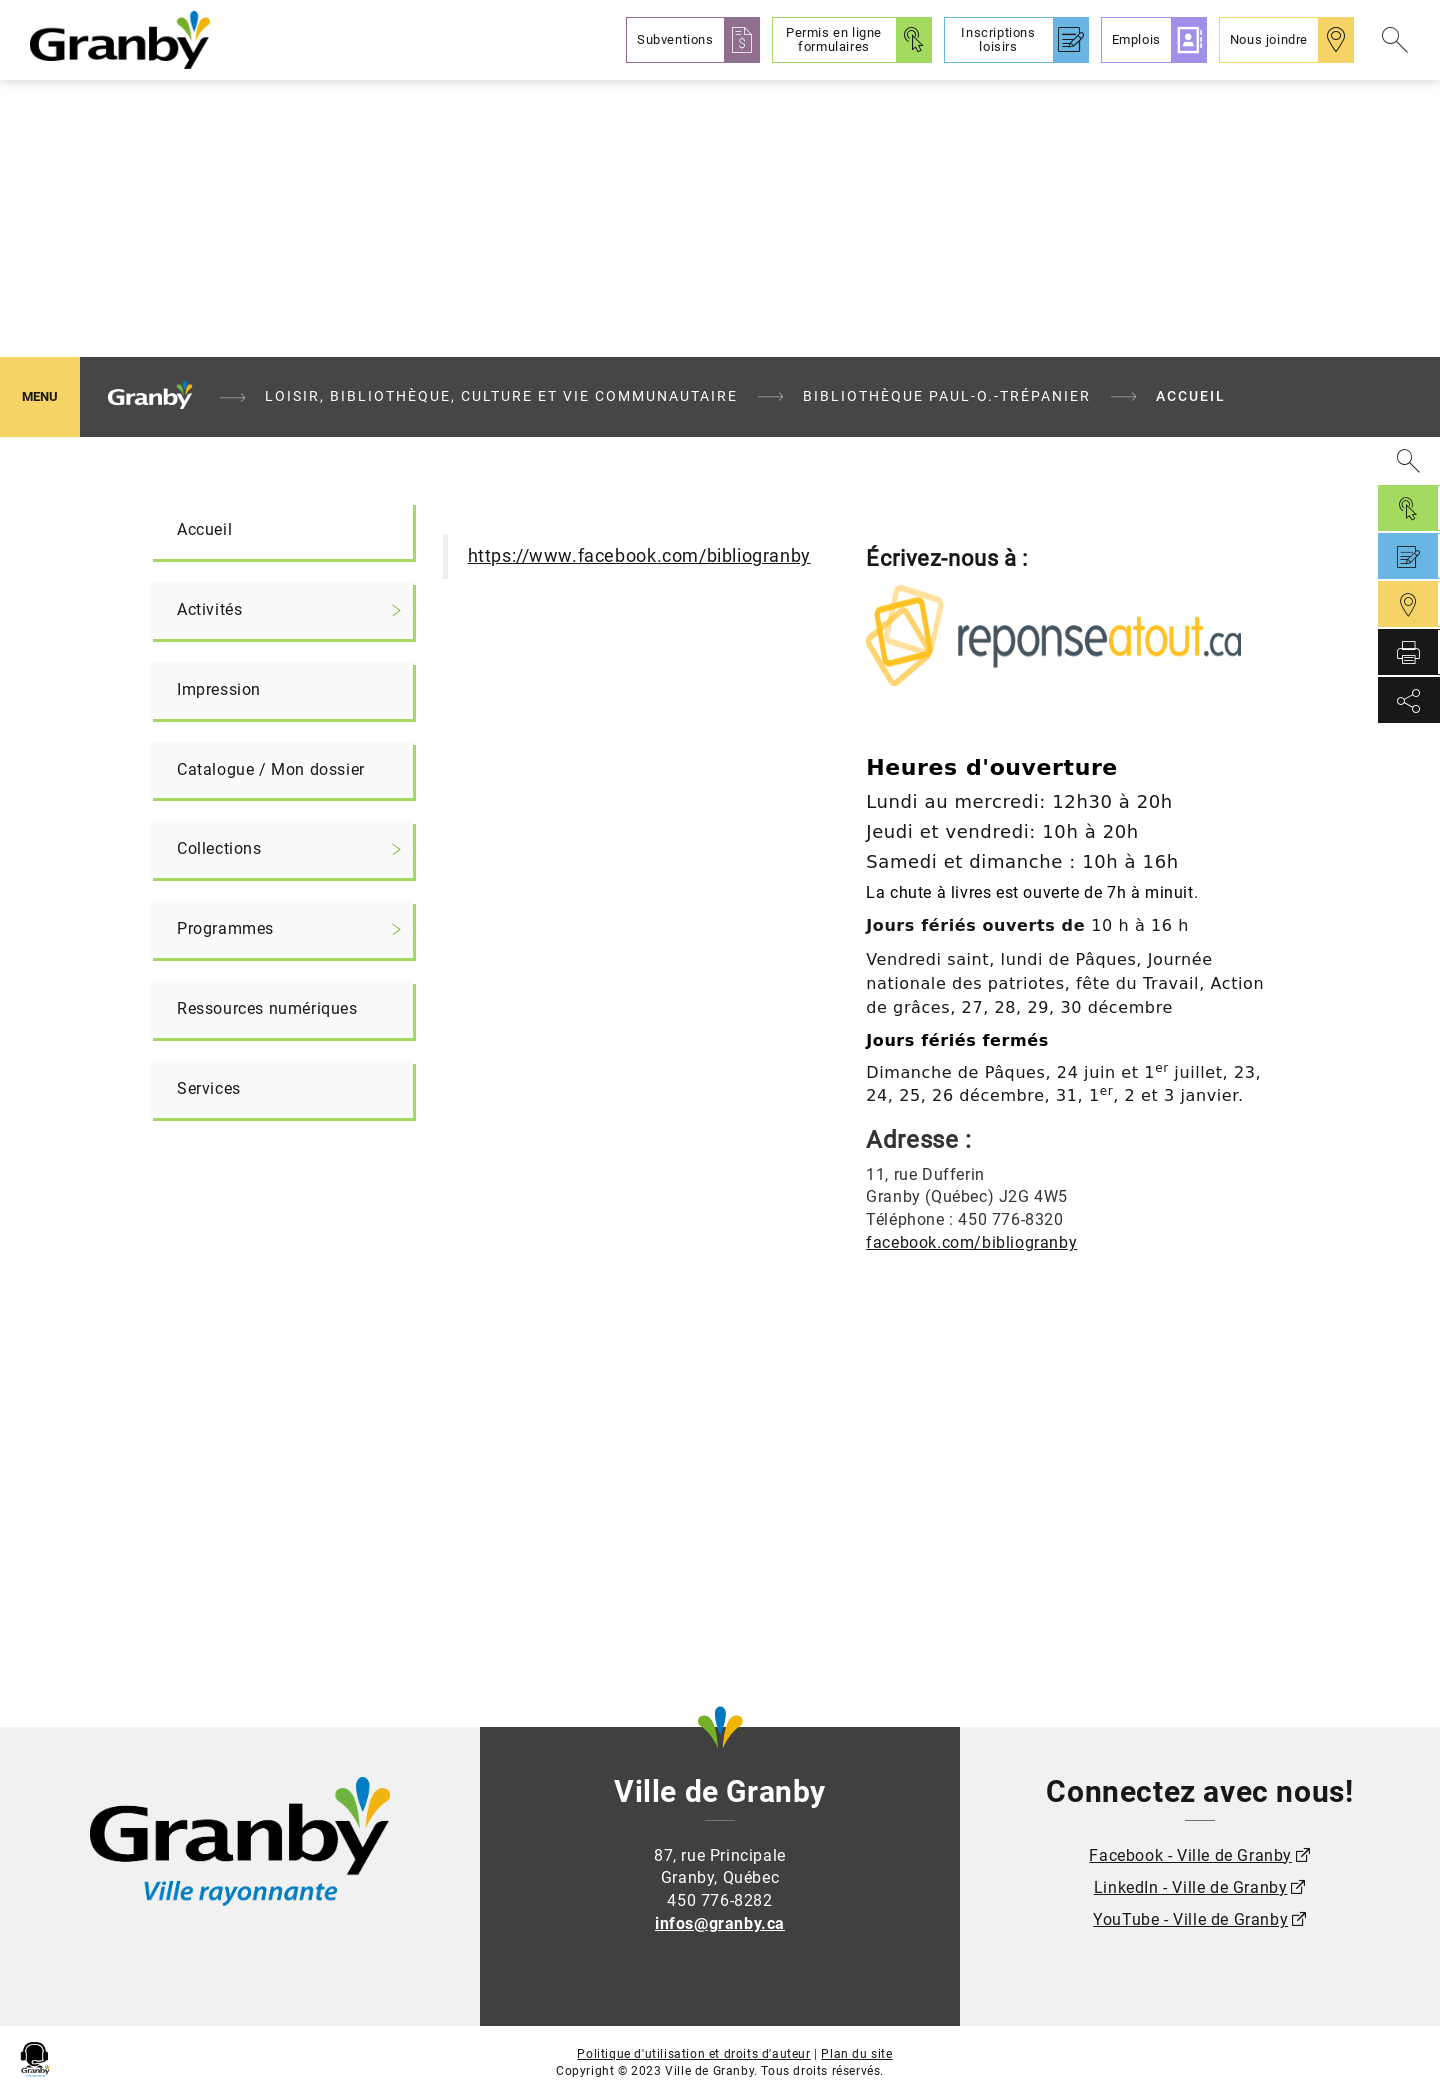 Granby
Subventions
Permis en ligne
formulaires
Inscriptions
loisirs
Emplois
Nous joindre
MENU
Granby
LOISIR, BIBLIOTHÈQUE, CULTURE ET VIE COMMUNAUTAIRE
BIBLIOTHÈQUE PAUL-O.-TRÉPANIER
ACCUEIL
Accueil
Activités
Impression
Catalogue / Mon dossier
Collections
Programmes
Ressources numériques
Services
https://www.facebook.com/bibliogranby
Écrivez-nous à :
reponseatout.ca
Heures d'ouverture
Lundi au mercredi: 12h30 à 20h
Jeudi et vendredi: 10h à 20h
Samedi et dimanche : 10h à 16h
La chute à livres est ouverte de 7h à minuit.
Jours fériés ouverts de 10 h à 16 h
Vendredi saint, lundi de Pâques, Journée
nationale des patriotes, fête du Travail, Action
de grâces, 27, 28, 29, 30 décembre
Jours fériés fermés
Dimanche de Pâques, 24 juin et 1er juillet, 23,
24, 25, 26 décembre, 31, 1er, 2 et 3 janvier.
Adresse :
11, rue Dufferin
Granby (Québec) J2G 4W5
Téléphone : 450 776-8320
facebook.com/bibliogranby
Granby
Ville rayonnante
Ville de Granby
87, rue Principale
Granby, Québec
450 776-8282
infos@granby.ca
Connectez avec nous!
Facebook - Ville de Granby
LinkedIn - Ville de Granby
YouTube - Ville de Granby
Granby
Politique d'utilisation et droits d'auteur | Plan du site
Copyright © 2023 Ville de Granby. Tous droits réservés.